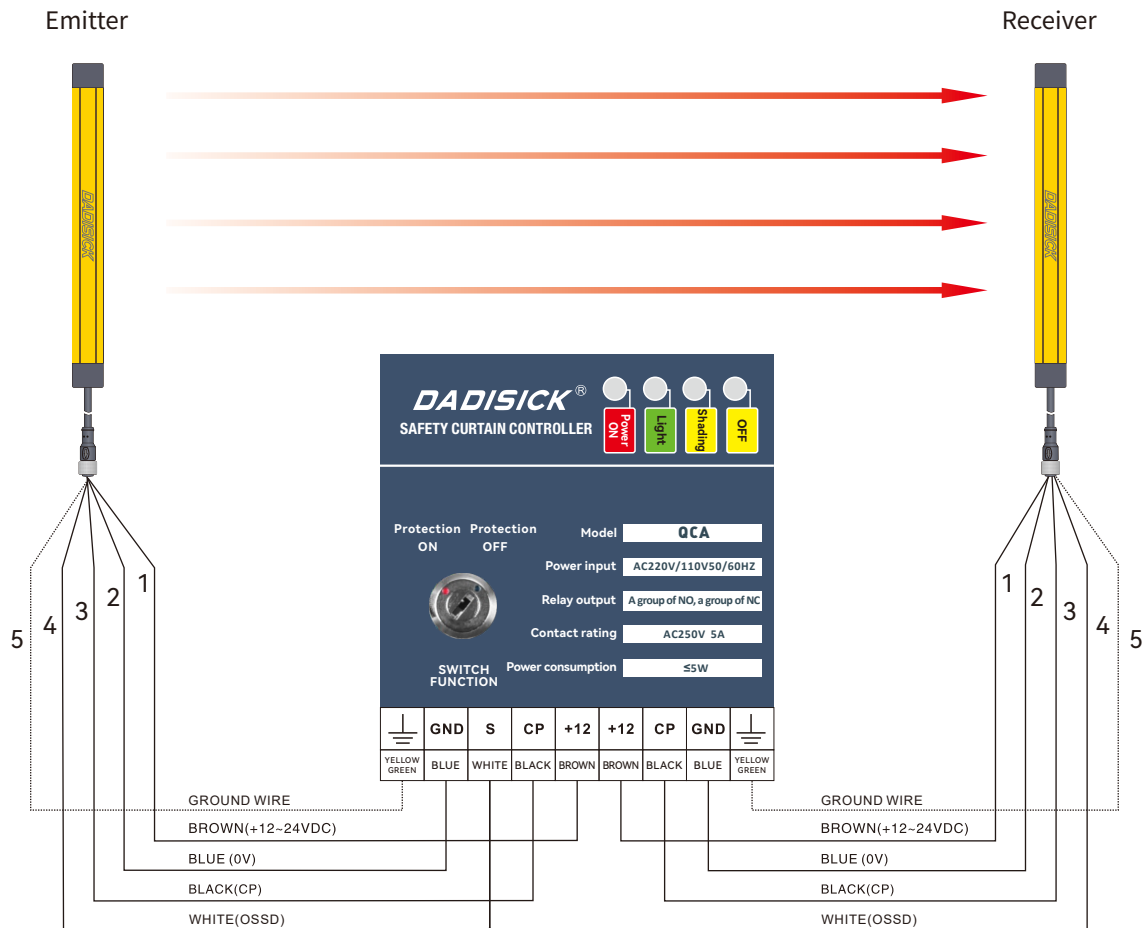 Emitter
Receiver
DADISICK
DADISICK
DADISICK®
SAFETY CURTAIN CONTROLLER
Power ON
Light
Shading
OFF
Protection ON
Protection OFF
SWITCH FUNCTION
Model QCA
Power input AC220V/110V50/60HZ
Relay output A group of NO, a group of NC
Contact rating AC250V 5A
Power consumption ≤5W
5 4 3 2 1
1 2 3 4 5
GND S CP +12 +12 CP GND
YELLOW GREEN BLUE WHITE BLACK BROWN BROWN BLACK BLUE YELLOW GREEN
GROUND WIRE
BROWN(+12~24VDC)
BLUE (0V)
BLACK(CP)
WHITE(OSSD)
GROUND WIRE
BROWN(+12~24VDC)
BLUE (0V)
BLACK(CP)
WHITE(OSSD)